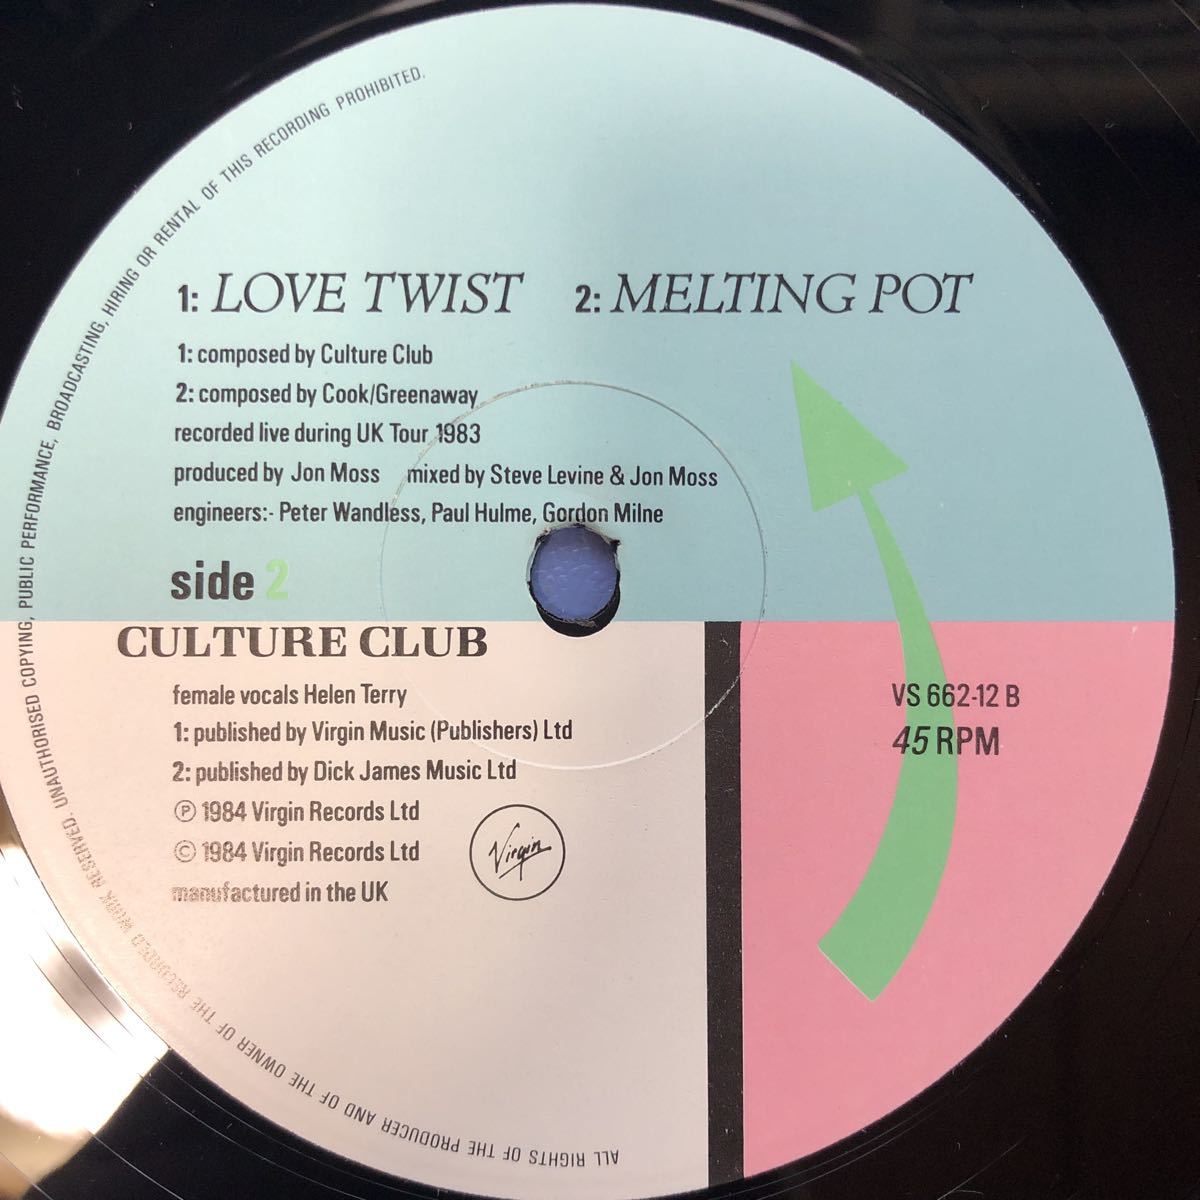 1: LOVE TWIST 2: MELTING POT
1: composed by Culture Club
2: composed by Cook/Greenaway
recorded live during UK Tour 1983
produced by Jon Moss mixed by Steve Levine & Jon Moss
engineers:- Peter Wandless, Paul Hulme, Gordon Milne
side 2
CULTURE CLUB
female vocals Helen Terry
1: published by Virgin Music (Publishers) Ltd
2: published by Dick James Music Ltd
Ⓟ 1984 Virgin Records Ltd
© 1984 Virgin Records Ltd
manufactured in the UK
Virgin
VS 662-12 B
45 RPM
ALL RIGHTS OF THE PRODUCER AND OF THE OWNER OF THE RECORDED WORK RESERVED. UNAUTHORISED COPYING, PUBLIC PERFORMANCE, BROADCASTING, HIRING OR RENTAL OF THIS RECORDING PROHIBITED.